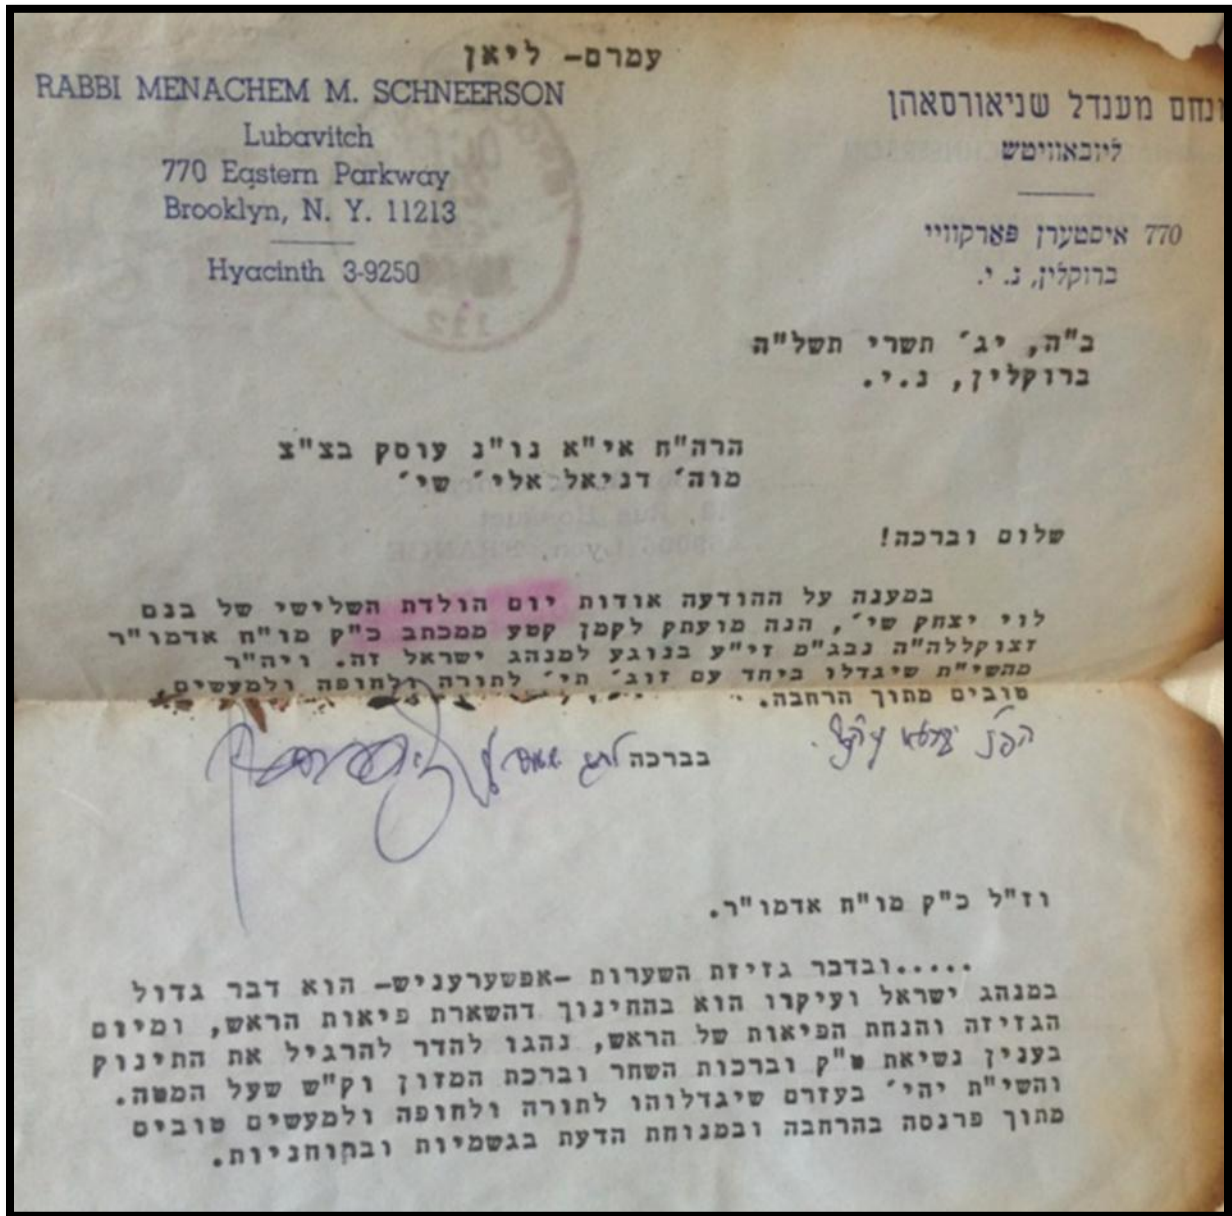 עמרם- ליאן
RABBI MENACHEM M. SCHNEERSON
Lubavitch
770 Eastern Parkway
Brooklyn, N. Y. 11213
Hyacinth 3-9250
נחם מענדל שניאורסאהן
ליובאוויטש
770 איסטערן פארקוויי
ברוקלין, נ. י.
ב"ה, יג' תשרי תשל"ה
ברוקלין, נ.י.
הרה"ח אי"א נו"נ עוסק בצ"צ
מוה' דניאל אלי' שי'
שלום וברכה!
במענה על ההודעה אודות יום הולדת השלישי של בנם
לוי יצחק שי', הנה מועתק לקמן קטע ממכתב כ"ק מו"ח אדמו"ר
זצוקללה"ה נבג"מ זי"ע בנוגע למנהג ישראל זה. ויה"ר
מהשי"ת שיגדלו ביחד עם זוג' תי' לתורה ולחופה ולמעשים
טובים מתוך הרחבה.
בברכה
וז"ל כ"ק מו"ח אדמו"ר.
.....ובדבר גזיזת השערות -אפשערעניש- הוא דבר גדול
במנהג ישראל ועיקרו הוא בהחינוך דהשארת פיאות הראש, ומיום
הגזיזה והנחת הפיאות של הראש, נהגו להדר להרגיל את התינוק
בענין נשיאת ט"ק וברכות השחר וברכת המזון וק"ש שעל המטה.
והשי"ת יהי' בעזרם שיגדלוהו לתורה ולחופה ולמעשים טובים
מתוך פרנסה בהרחבה ובמנוחת הדעת בגשמיות וברוחניות.